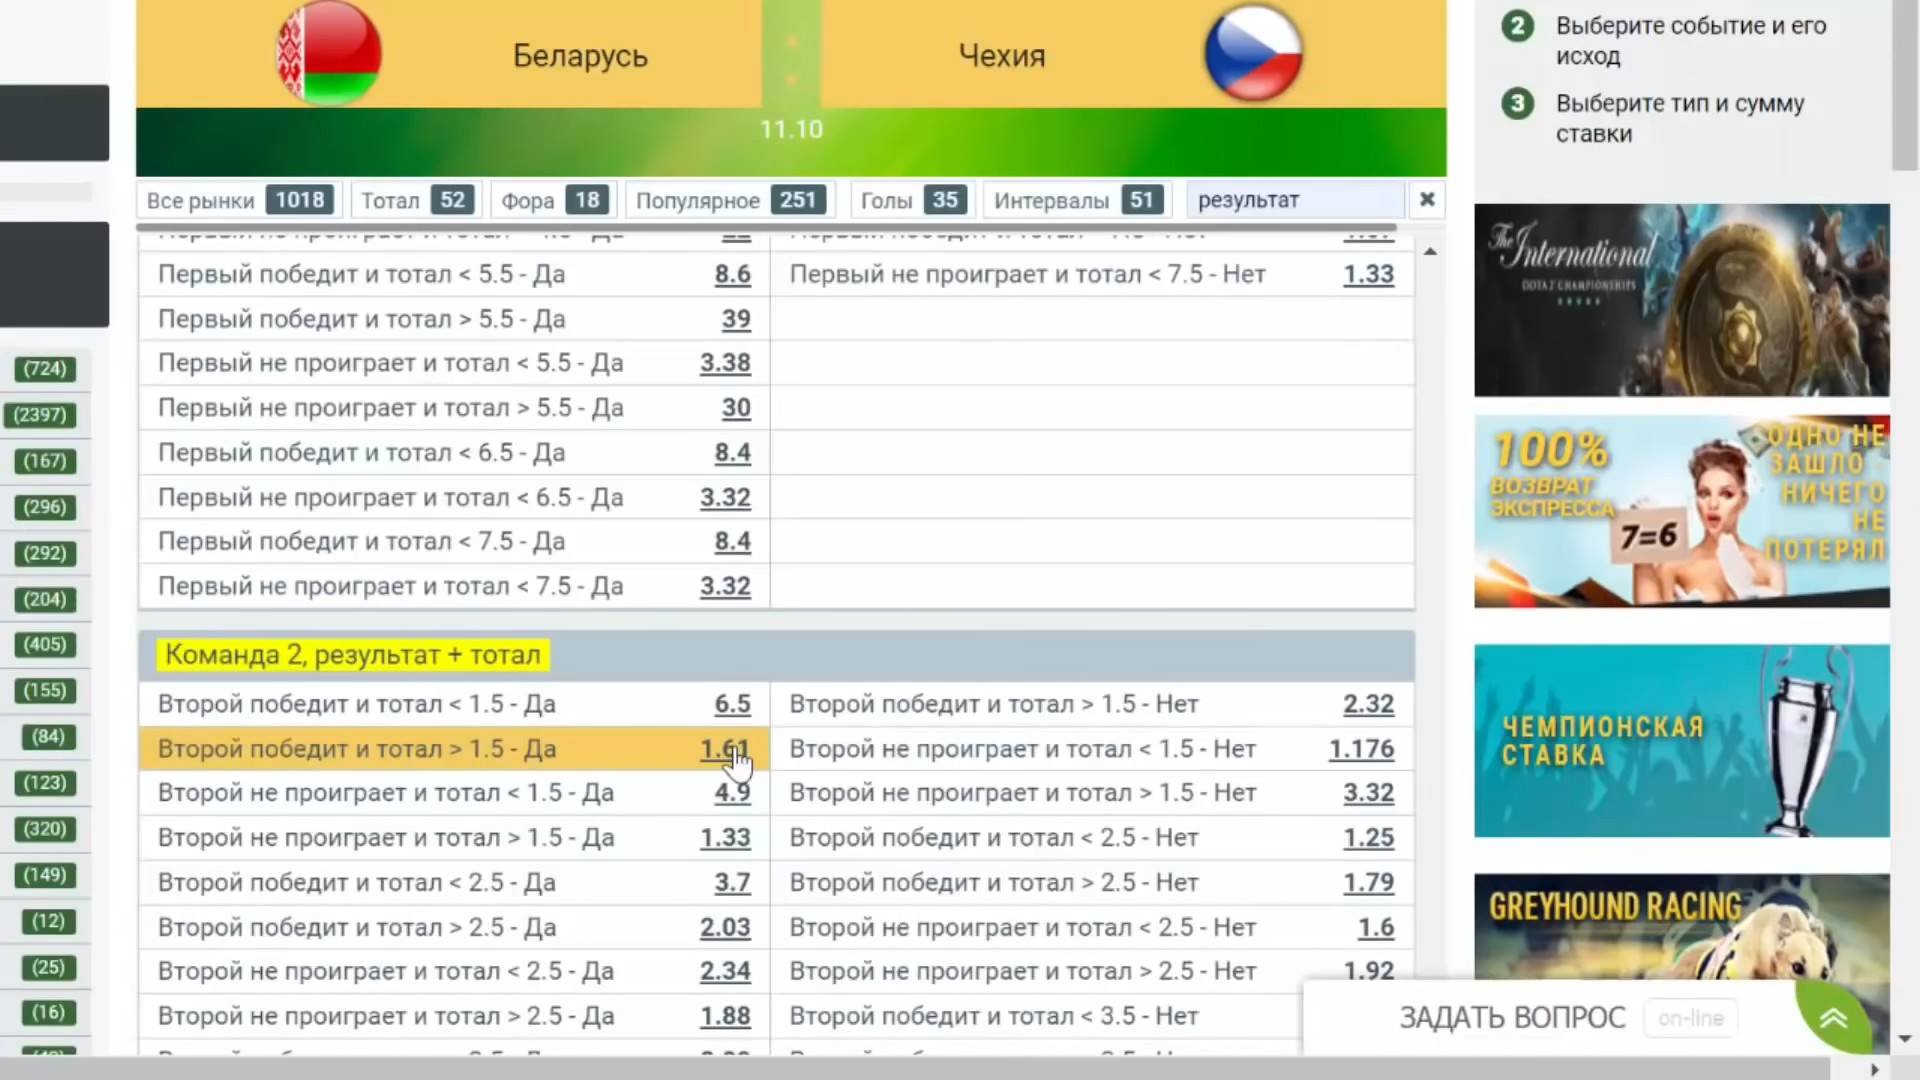 Беларусь
Чехия
11.10
Все рынки 1018 Тотал 52 Фора 18 Популярное 251 Голы 35 Интервалы 51 результат
Первый победит и тотал < 5.5 - Да 8.6 Первый не проиграет и тотал < 7.5 - Нет 1.33
Первый победит и тотал > 5.5 - Да 39
Первый не проиграет и тотал < 5.5 - Да 3.38
Первый не проиграет и тотал > 5.5 - Да 30
Первый победит и тотал < 6.5 - Да 8.4
Первый не проиграет и тотал < 6.5 - Да 3.32
Первый победит и тотал < 7.5 - Да 8.4
Первый не проиграет и тотал < 7.5 - Да 3.32
Команда 2, результат + тотал
Второй победит и тотал < 1.5 - Да 6.5 Второй победит и тотал > 1.5 - Нет 2.32
Второй победит и тотал > 1.5 - Да 1.61 Второй не проиграет и тотал < 1.5 - Нет 1.176
Второй не проиграет и тотал < 1.5 - Да 4.9 Второй не проиграет и тотал > 1.5 - Нет 3.32
Второй не проиграет и тотал > 1.5 - Да 1.33 Второй победит и тотал < 2.5 - Нет 1.25
Второй победит и тотал < 2.5 - Да 3.7 Второй победит и тотал > 2.5 - Нет 1.79
Второй победит и тотал > 2.5 - Да 2.03 Второй не проиграет и тотал < 2.5 - Нет 1.6
Второй не проиграет и тотал < 2.5 - Да 2.34 Второй не проиграет и тотал > 2.5 - Нет 1.92
Второй не проиграет и тотал > 2.5 - Да 1.88 Второй победит и тотал < 3.5 - Нет
(724)
(2397)
(167)
(296)
(292)
(204)
(405)
(155)
(84)
(123)
(320)
(149)
(12)
(25)
(16)
2 Выберите событие и его
исход
3 Выберите тип и сумму
ставки
The
International
DOTA 2 CHAMPIONSHIPS
100%
ВОЗВРАТ
ЭКСПРЕССА
7=6
ОДНО НЕ
ЗАШЛО -
НИЧЕГО
НЕ
ПОТЕРЯЛ
ЧЕМПИОНСКАЯ
СТАВКА
GREYHOUND RACING
ЗАДАТЬ ВОПРОС on-line